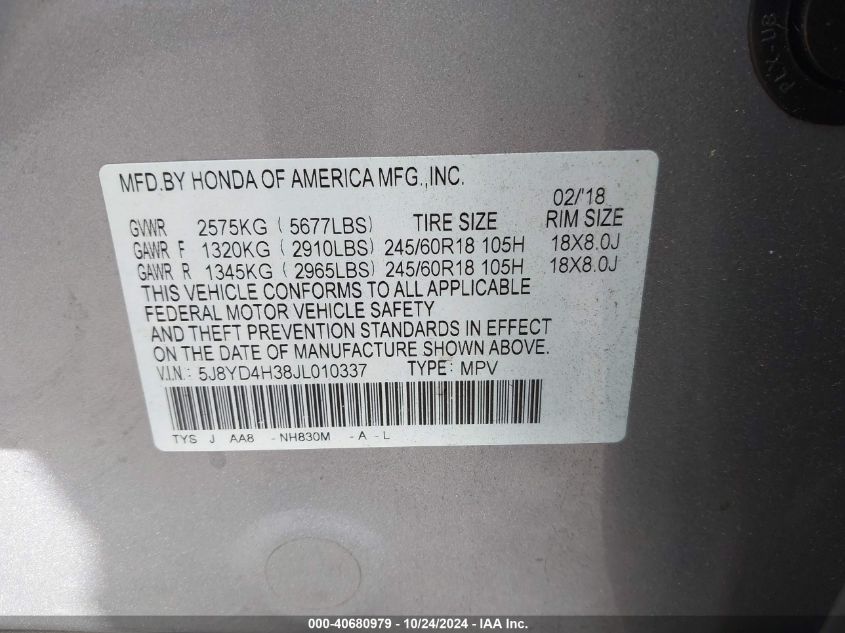 PLX-UB
MFD.BY HONDA OF AMERICA MFG.,INC.
02/'18
GVWR 2575KG ( 5677LBS) TIRE SIZE RIM SIZE
GAWR F 1320KG ( 2910LBS) 245/60R18 105H 18X8.0J
GAWR R 1345KG ( 2965LBS) 245/60R18 105H 18X8.0J
THIS VEHICLE CONFORMS TO ALL APPLICABLE
FEDERAL MOTOR VEHICLE SAFETY
AND THEFT PREVENTION STANDARDS IN EFFECT
ON THE DATE OF MANUFACTURE SHOWN ABOVE.
V.I.N.: 5J8YD4H38JL010337 TYPE: MPV
TYS J AA8 -NH830M -A-L
000-40680979 - 10/24/2024 - IAA Inc.